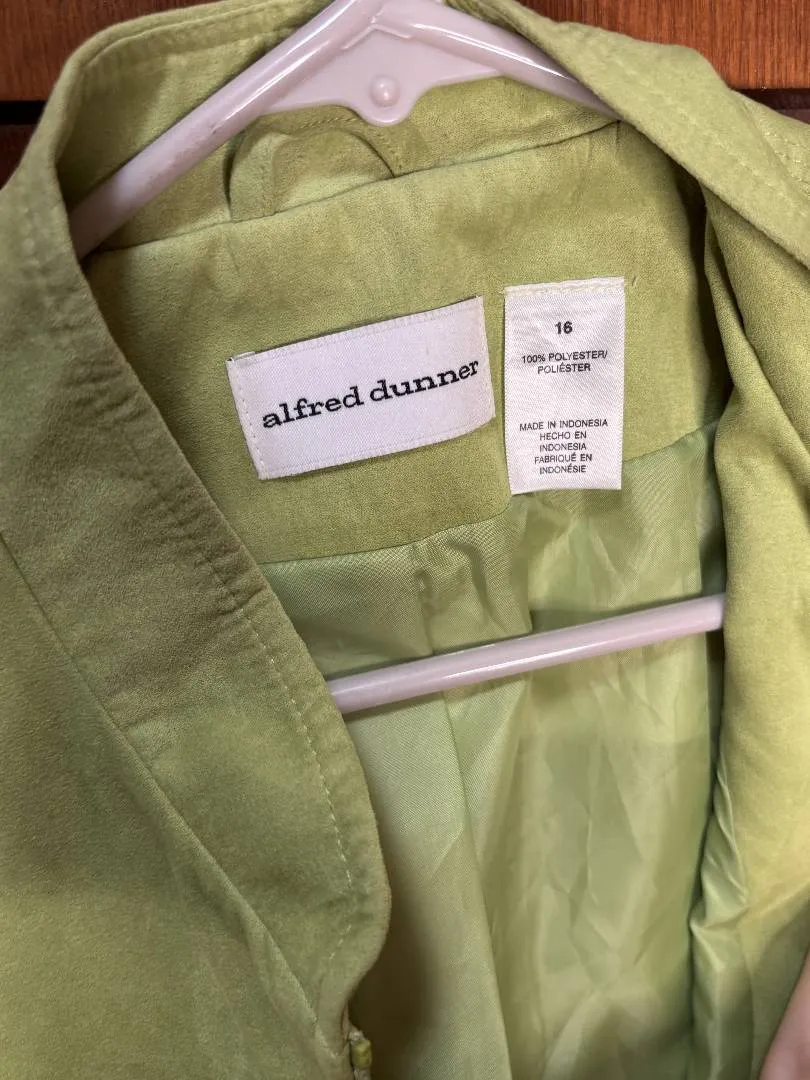 alfred dunner
16
100% POLYESTER/
POLIÉSTER
MADE IN INDONESIA
HECHO EN
INDONESIA
FABRIQUÉ EN
INDONÉSIE